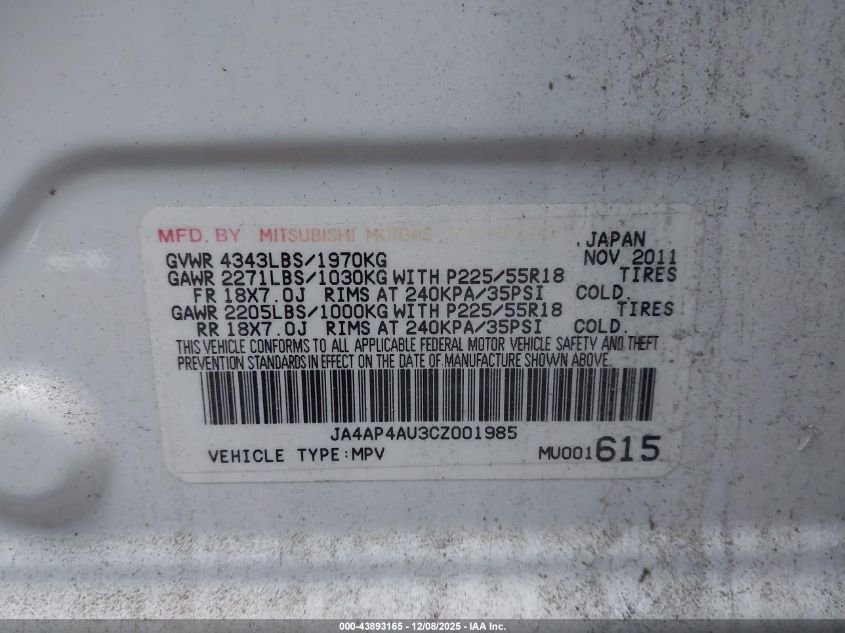 MFD. BY MITSUBISHI MOTORS , JAPAN
GVWR 4343LBS/1970KG NOV 2011
GAWR 2271LBS/1030KG WITH P225/55R18 TIRES
FR 18X7.0J RIMS AT 240KPA/35PSI COLD.
GAWR 2205LBS/1000KG WITH P225/55R18 TIRES
RR 18X7.0J RIMS AT 240KPA/35PSI COLD.
THIS VEHICLE CONFORMS TO ALL APPLICABLE FEDERAL MOTOR VEHICLE SAFETY AND THEFT
PREVENTION STANDARDS IN EFFECT ON THE DATE OF MANUFACTURE SHOWN ABOVE.
JA4AP4AU3CZ001985
VEHICLE TYPE:MPV MU001615
000-43893165 - 12/08/2025 - IAA Inc.